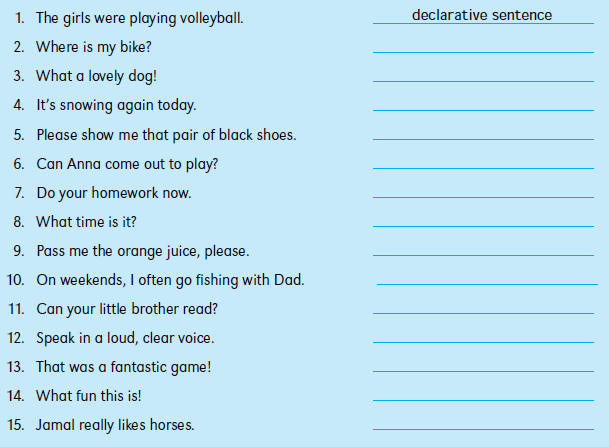 1. The girls were playing volleyball. declarative sentence
2. Where is my bike?
3. What a lovely dog!
4. It's snowing again today.
5. Please show me that pair of black shoes.
6. Can Anna come out to play?
7. Do your homework now.
8. What time is it?
9. Pass me the orange juice, please.
10. On weekends, I often go fishing with Dad.
11. Can your little brother read?
12. Speak in a loud, clear voice.
13. That was a fantastic game!
14. What fun this is!
15. Jamal really likes horses.